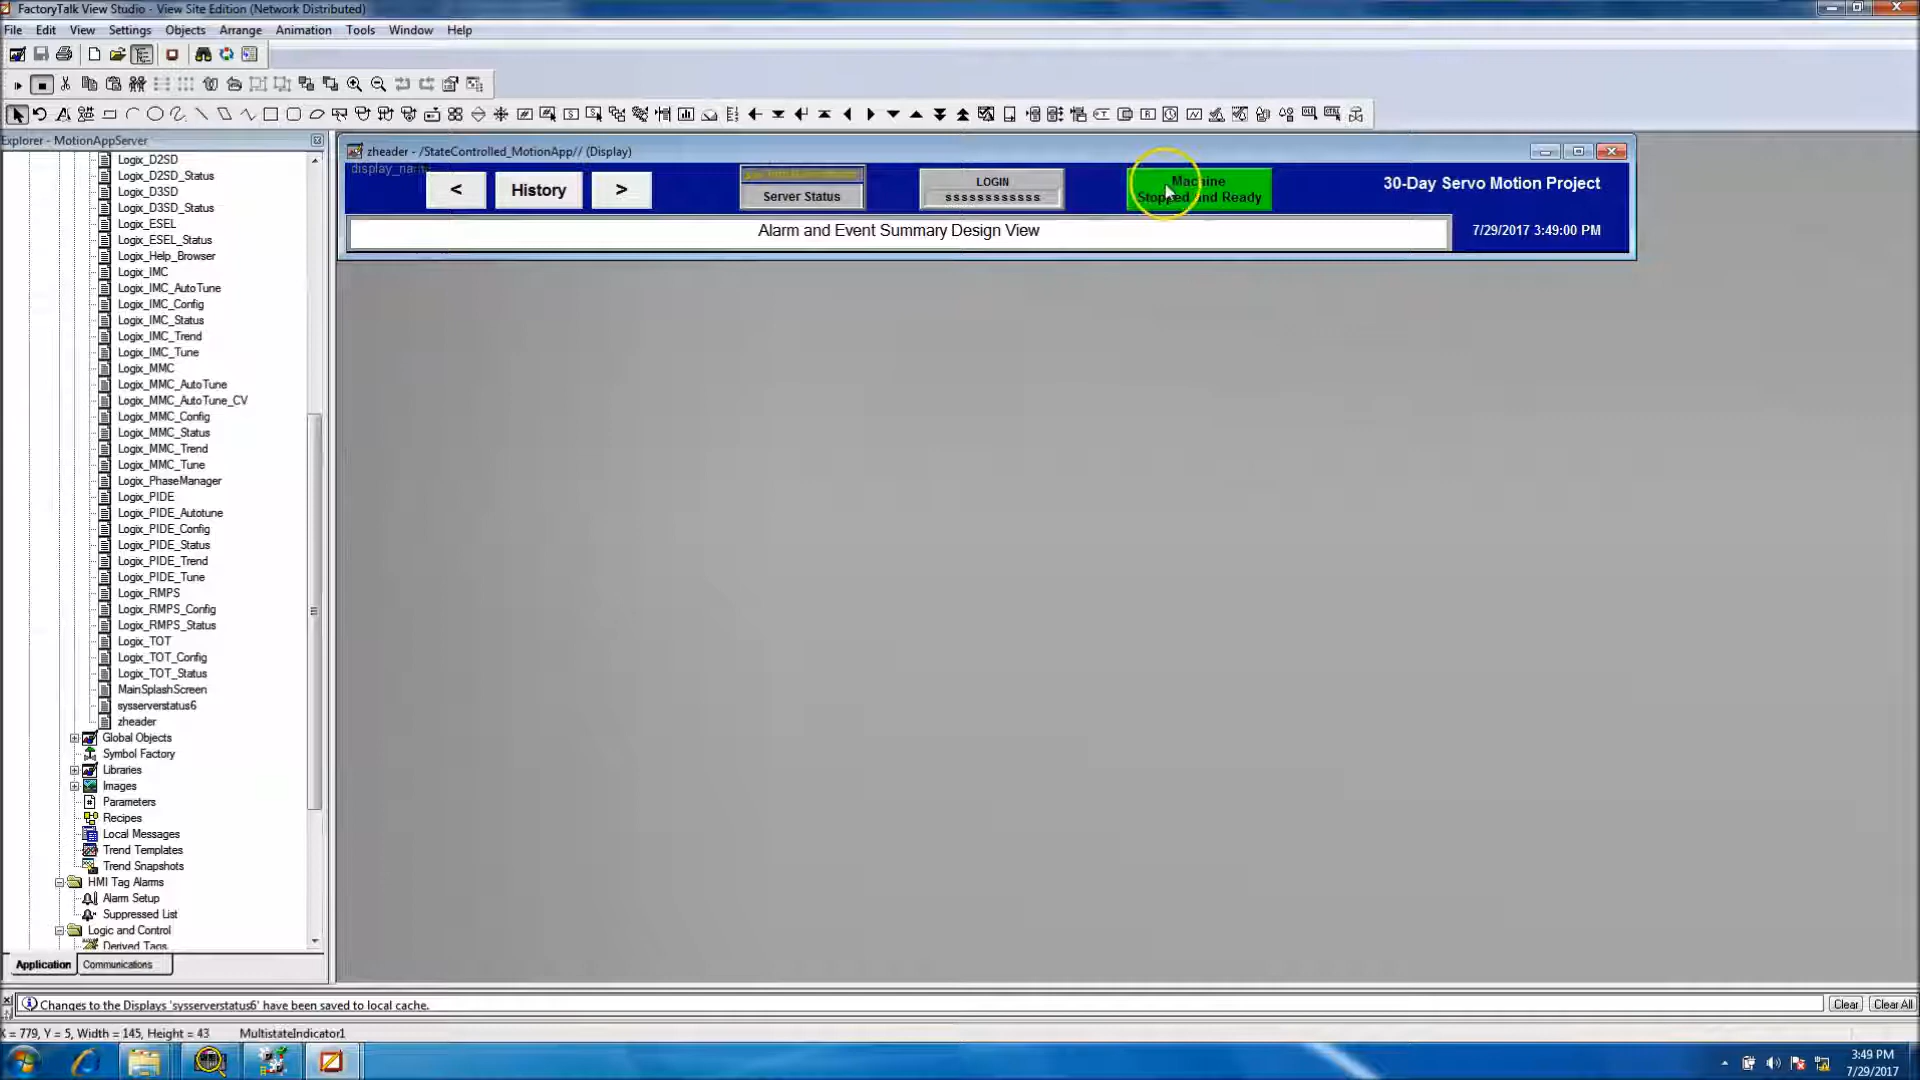 FactoryTalk View Studio - View Site Edition (Network Distributed)
File Edit View Settings Objects Arrange Animation Tools Window Help
Explorer - MotionAppServer
Logix_D2SD
Logix_D2SD_Status
Logix_D3SD
Logix_D3SD_Status
Logix_ESEL
Logix_ESEL_Status
Logix_Help_Browser
Logix_IMC
Logix_IMC_AutoTune
Logix_IMC_Config
Logix_IMC_Status
Logix_IMC_Trend
Logix_IMC_Tune
Logix_MMC
Logix_MMC_AutoTune
Logix_MMC_AutoTune_CV
Logix_MMC_Config
Logix_MMC_Status
Logix_MMC_Trend
Logix_MMC_Tune
Logix_PhaseManager
Logix_PIDE
Logix_PIDE_Autotune
Logix_PIDE_Config
Logix_PIDE_Status
Logix_PIDE_Trend
Logix_PIDE_Tune
Logix_RMPS
Logix_RMPS_Config
Logix_RMPS_Status
Logix_TOT
Logix_TOT_Config
Logix_TOT_Status
MainSplashScreen
sysserverstatus6
zheader
Global Objects
Symbol Factory
Libraries
Images
Parameters
Recipes
Local Messages
Trend Templates
Trend Snapshots
HMI Tag Alarms
Alarm Setup
Suppressed List
Logic and Control
Derived Tags
Application Communications
zheader - /StateControlled_MotionApp// (Display)
display_name
< History >
Server Status
LOGIN
ssssssssssss
Machine
Stopped and Ready
30-Day Servo Motion Project
Alarm and Event Summary Design View
7/29/2017 3:49:00 PM
Changes to the Displays 'sysserverstatus6' have been saved to local cache.
Clear Clear All
X = 779, Y = 5, Width = 145, Height = 43 MultistateIndicator1
3:49 PM
7/29/2017